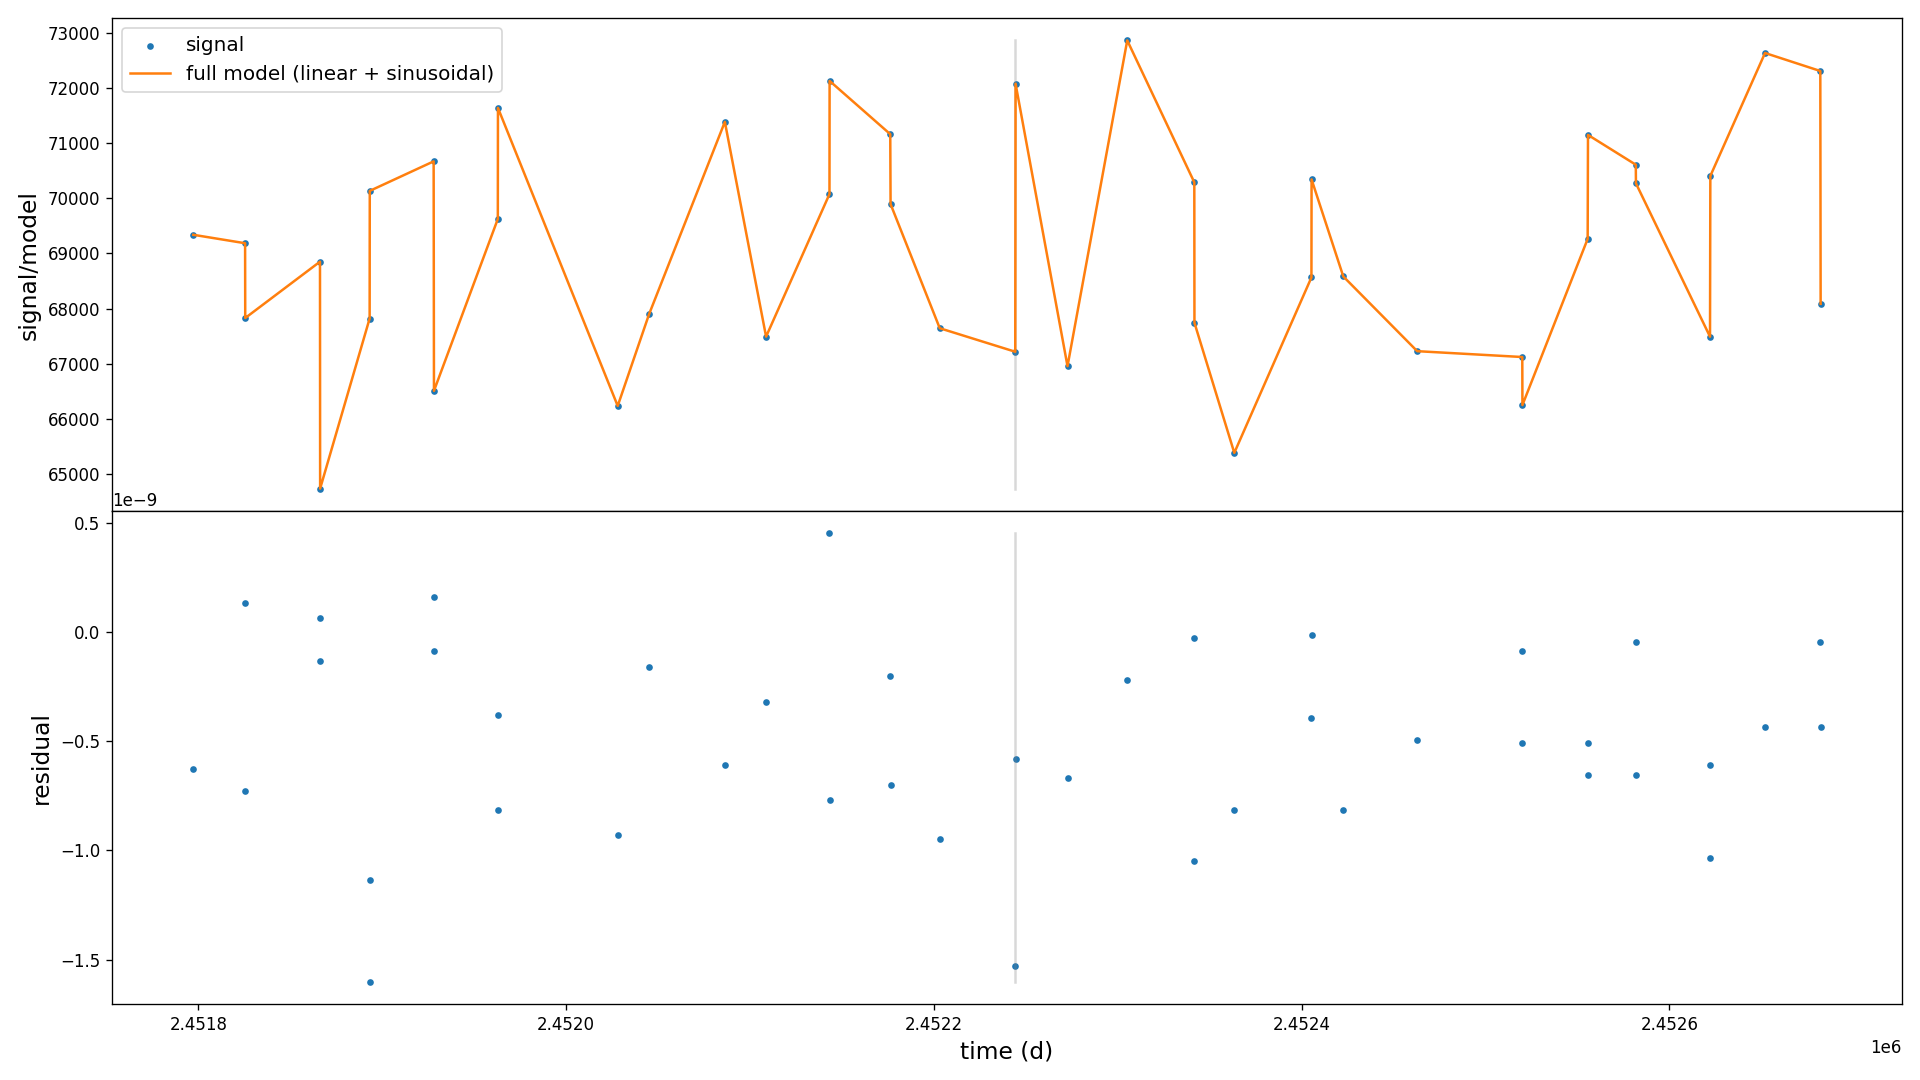 signal
full model (linear + sinusoidal)
73000
72000
71000
70000
69000
68000
67000
66000
65000
signal/model
1e−9
0.5
0.0
−0.5
−1.0
−1.5
residual
2.4518
2.4520
2.4522
2.4524
2.4526
1e6
time (d)